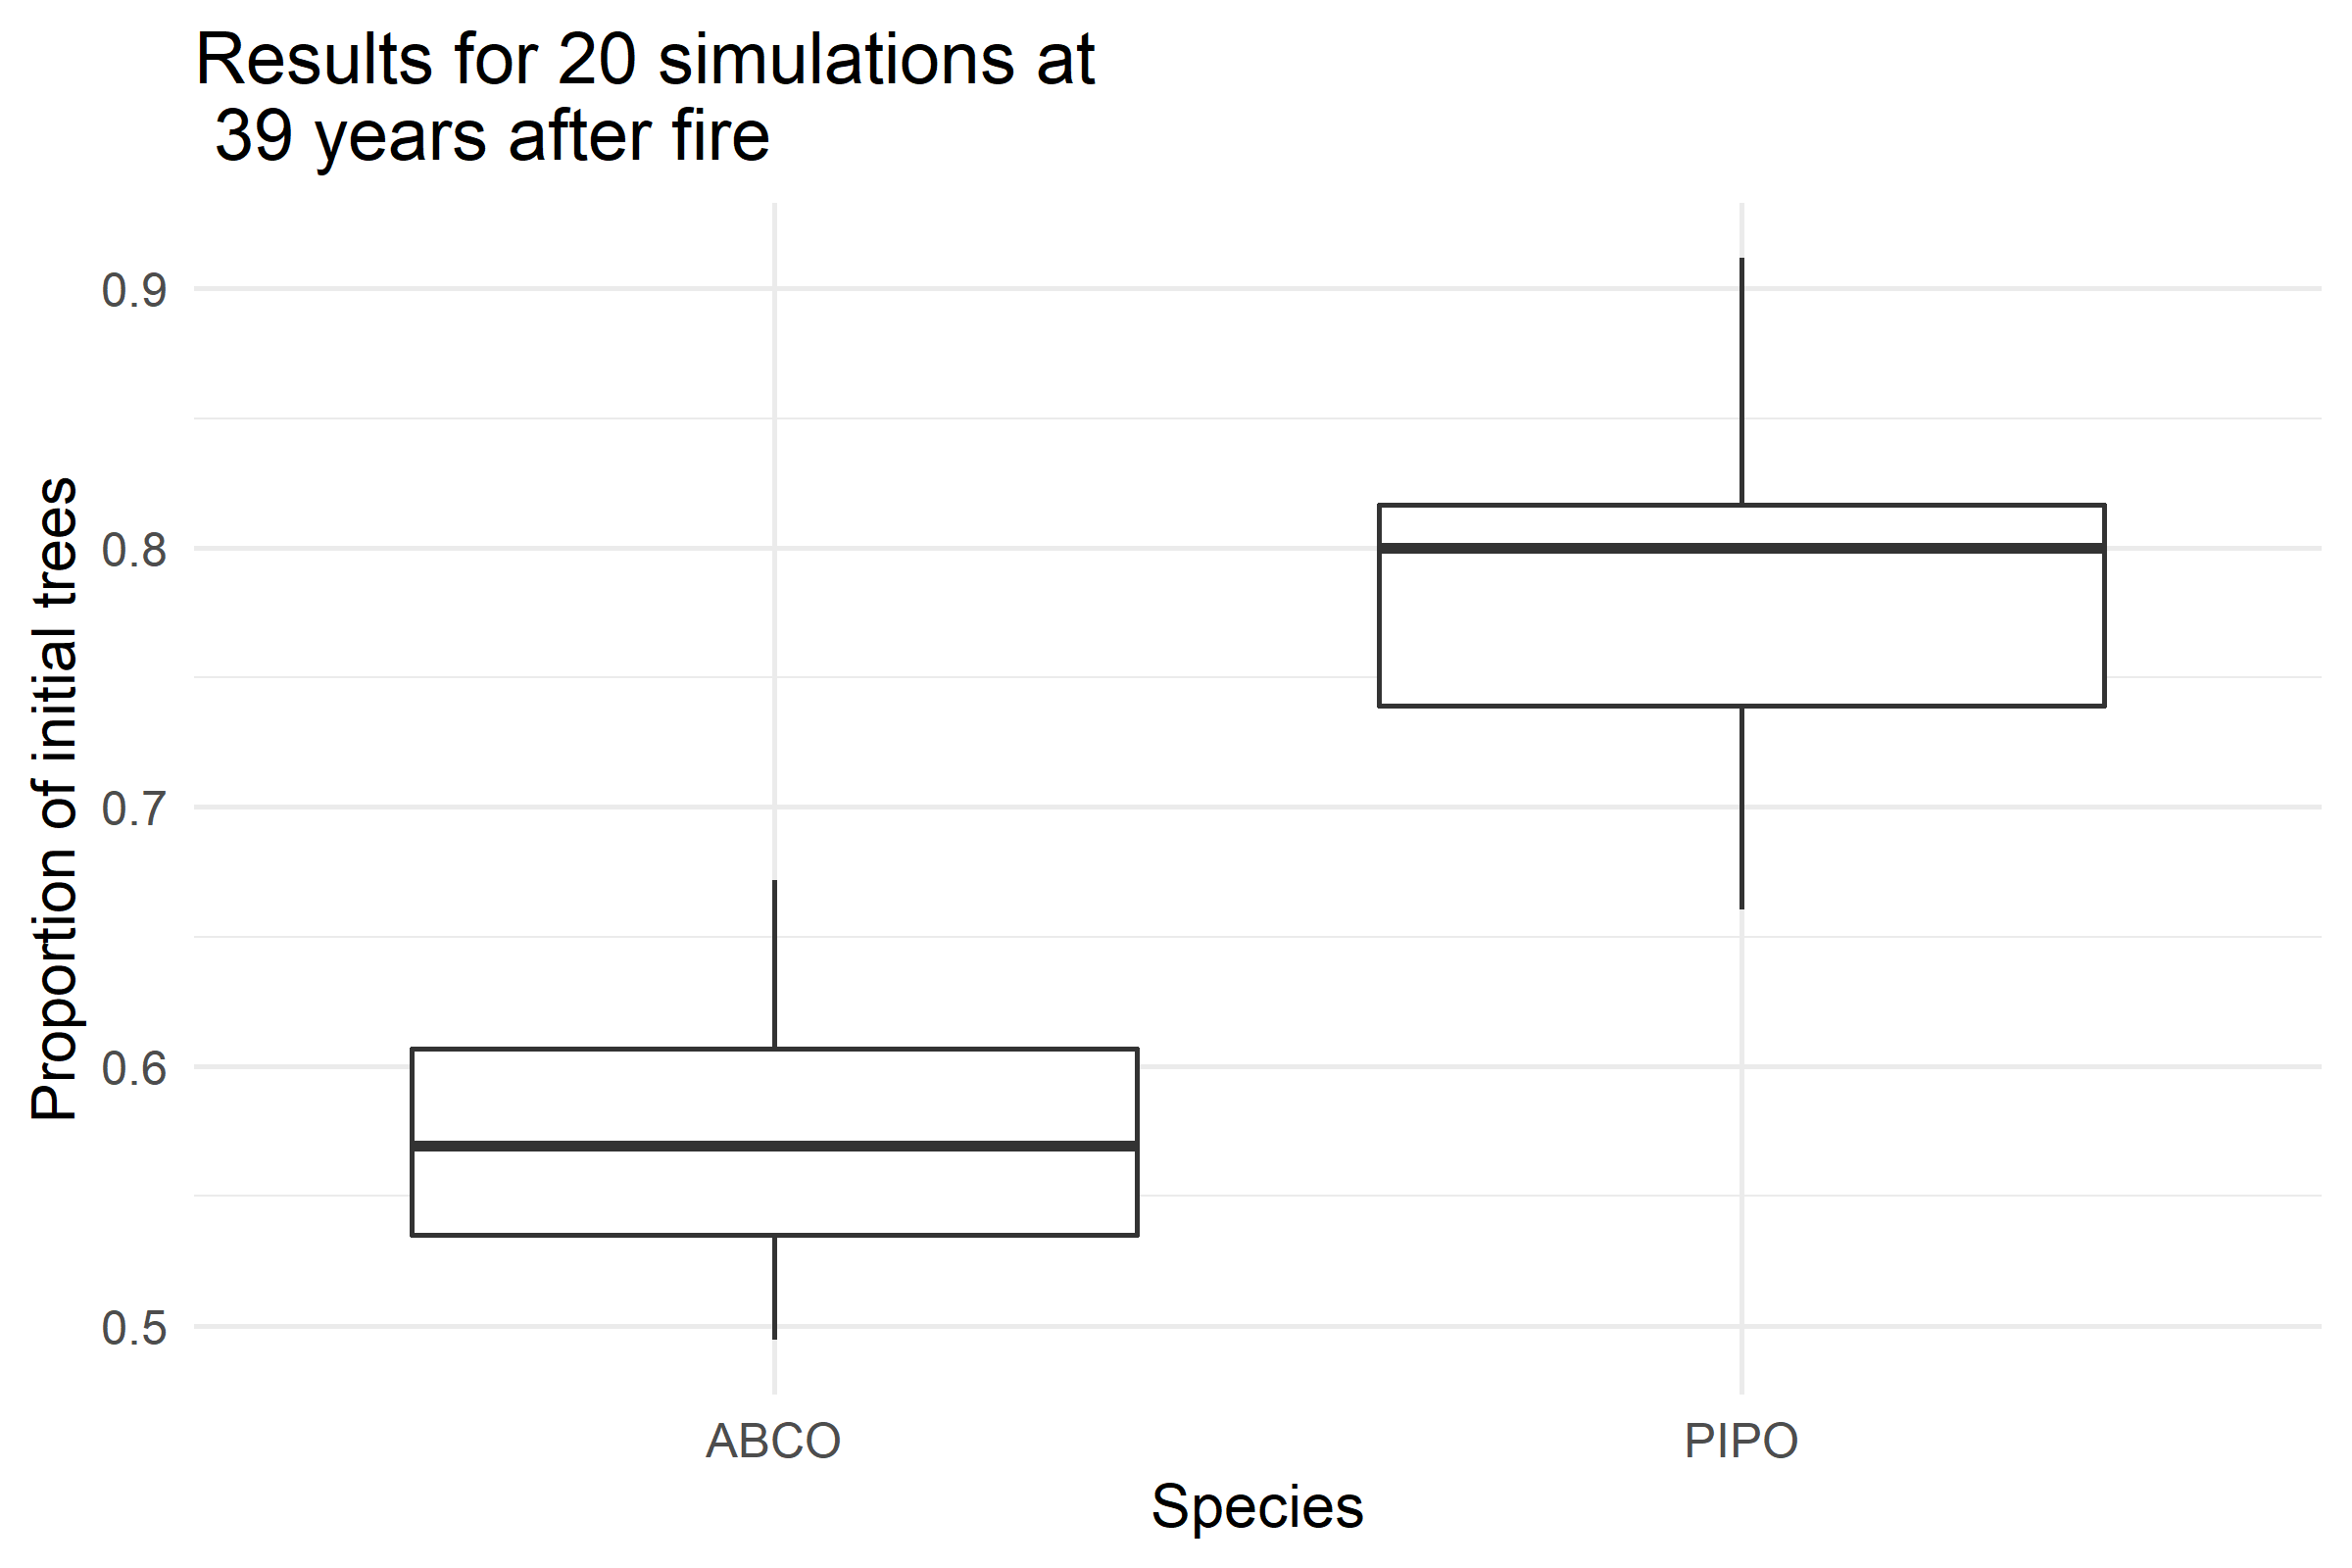 Results for 20 simulations at
39 years after fire
Proportion of initial trees
0.9
0.8
0.7
0.6
0.5
ABCO
PIPO
Species